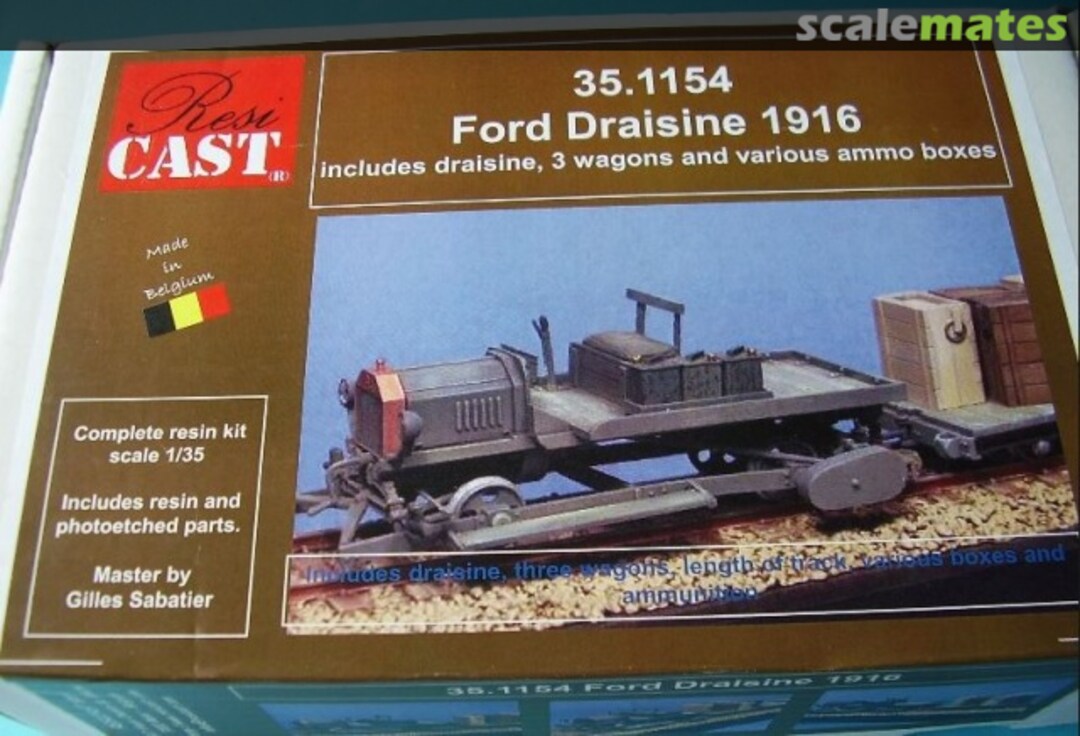 scalemates
Resi
CAST
(R)
35.1154
Ford Draisine 1916
includes draisine, 3 wagons and various ammo boxes
Made
in
Belgium
Complete resin kit
scale 1/35
Includes resin and
photoetched parts.
Master by
Gilles Sabatier
Includes draisine, three wagons, length of track, various boxes and
ammunition
35.1154 Ford Draisine 1916